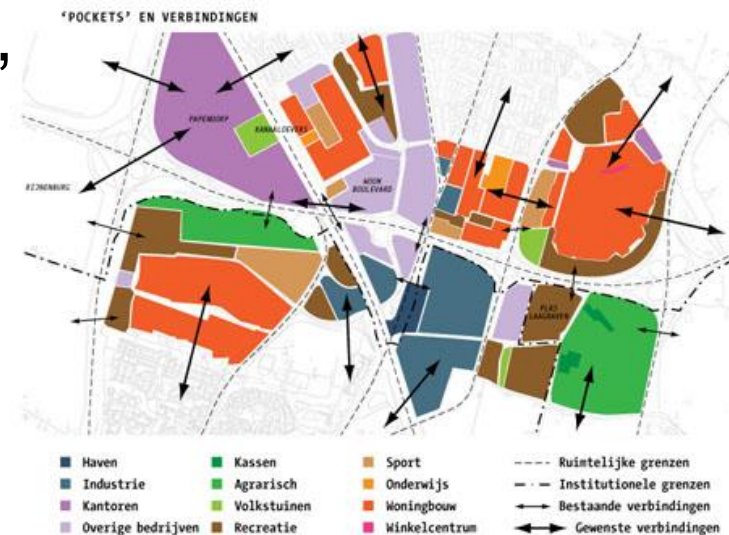 ‘POCKETS’ EN VERBINDINGEN
’
PAPENDORP
KANAALOEVERS
WOON
BOULEVARD
RIJNENBURG
PLAS
LAAGRAVEN
Haven
Industrie
Kantoren
Overige bedrijven
Kassen
Agrarisch
Volkstuinen
Recreatie
Sport
Onderwijs
Woningbouw
Winkelcentrum
Ruimtelijke grenzen
Institutionele grenzen
Bestaande verbindingen
Gewenste verbindingen